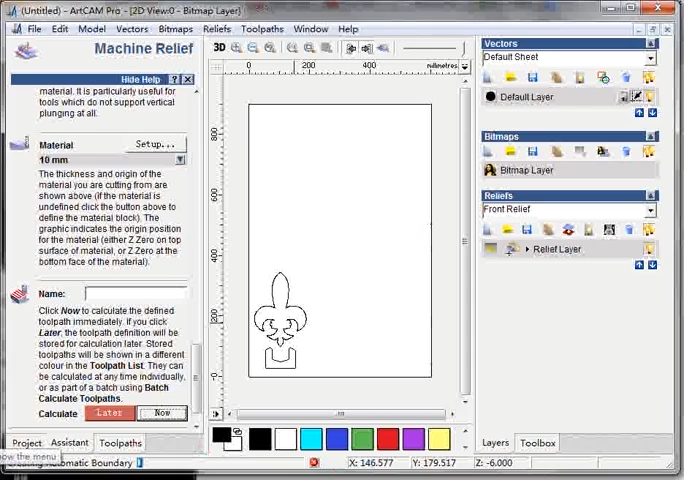 (Untitled) - ArtCAM Pro - [2D View:0 - Bitmap Layer]
File Edit Model Vectors Bitmaps Reliefs Toolpaths Window Help
Machine Relief
Hide Help ? ×
material. It is particularly useful for
tools which do not support vertical
plunging at all.
Material Setup...
10 mm
The thickness and origin of the
material you are cutting from are
shown above (if the material is
undefined click the button above to
define the material block). The
graphic indicates the origin position
for the material (either Z Zero on top
surface of material, or Z Zero at the
bottom face of the material).
Name:
Click Now to calculate the defined
toolpath immediately. If you click
Later, the toolpath definition will be
stored for calculation later. Stored
toolpaths will be shown in a different
colour in the Toolpath List. They can
be calculated at any time individually,
or as part of a batch using Batch
Calculate Toolpaths.
Calculate Later Now
Project Assistant Toolpaths
how the menu
Creating Automatic Boundary
3D
0 200 400 millimetres
800
600
400
200
0
X: 146.577 Y: 179.517 Z: -6.000
Vectors
Default Sheet
Default Layer
Bitmaps
Bitmap Layer
Reliefs
Front Relief
Relief Layer
Layers Toolbox